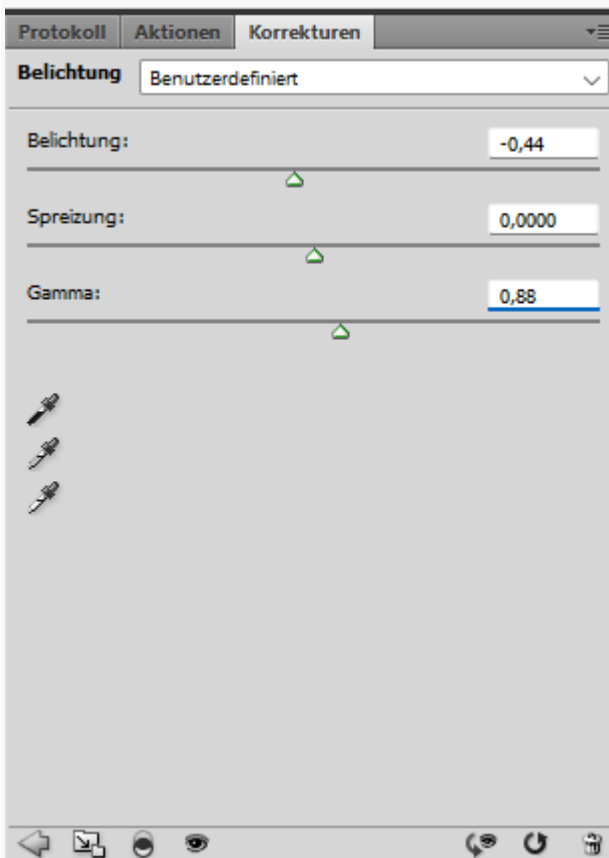 Protokoll Aktionen Korrekturen
Belichtung Benutzerdefiniert
Belichtung: -0,44
Spreizung: 0,0000
Gamma: 0,88